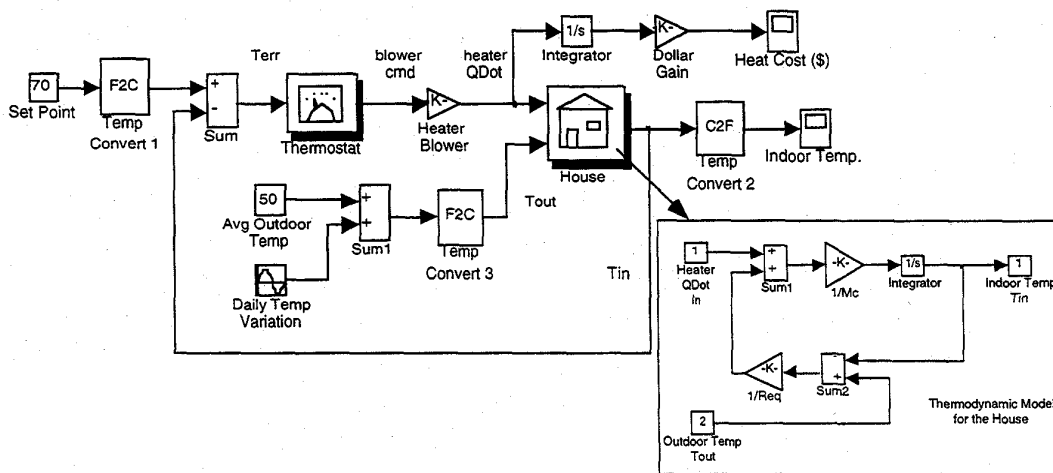 Terr
blower
cmd
heater
QDot
1/s
Integrator
-K-
Dollar
Gain
Heat Cost ($)
70
Set Point
F2C
Temp
Convert 1
+
-
Sum
Thermostat
K-
Heater
Blower
House
C2F
Temp
Convert 2
Indoor Temp.
50
Avg Outdoor
Temp
+
+
Sum1
F2C
Temp
Convert 3
Tout
Daily Temp
Variation
Tin
1
Heater
QDot
In
+
+
Sum1
-K-
1/Mc
1/s
Integrator
1
Indoor Temp
Tin
-K-
1/Req
-
+
Sum2
2
Outdoor Temp
Tout
Thermodynamic Model
for the House